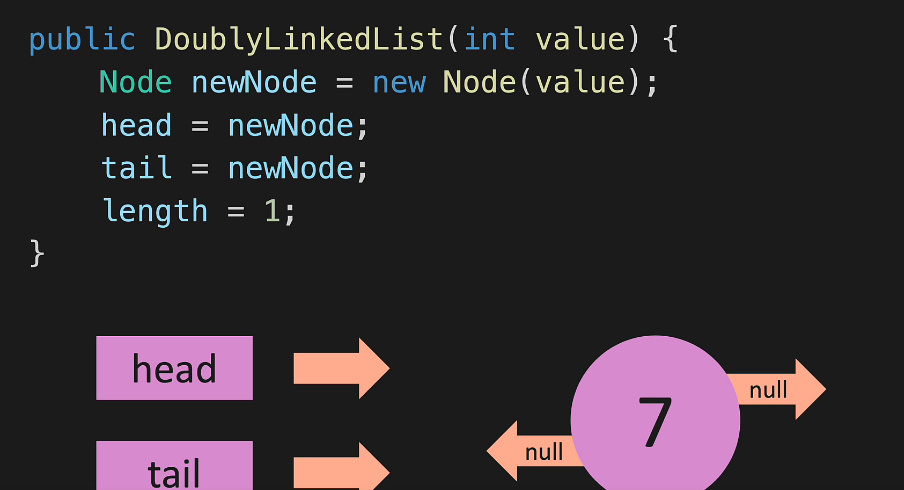 public DoublyLinkedList(int value) {
    Node newNode = new Node(value);
    head = newNode;
    tail = newNode;
    length = 1;
}
head
null
7
null
tail